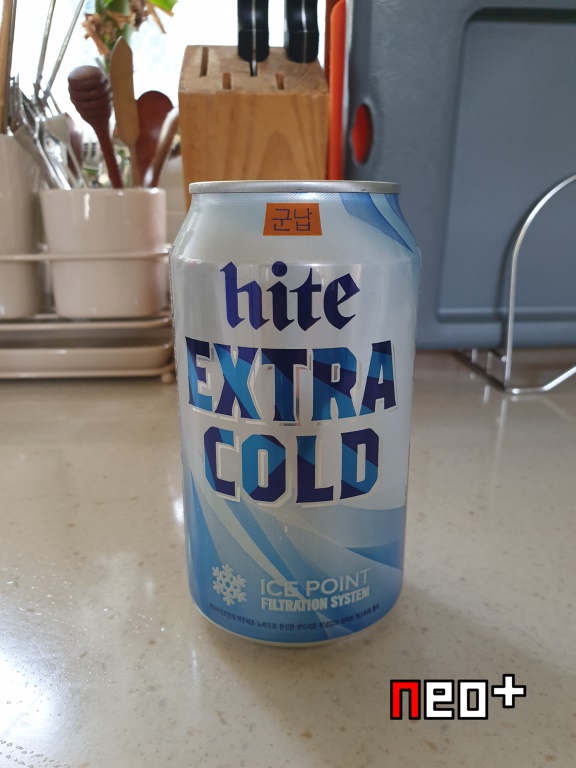 군납
hite
EXTRA
COLD
ICE POINT
FILTRATION SYSTEM
neo+